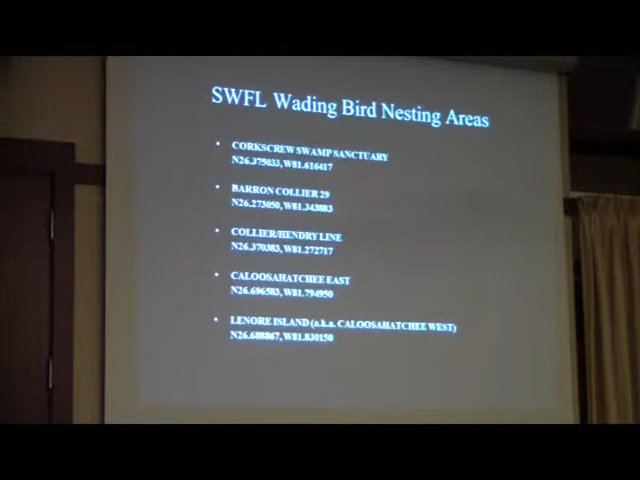 SWFL Wading Bird Nesting Areas
• CORKSCREW SWAMP SANCTUARY
N26.375033, W81.616417
• BARRON COLLIER 29
N26.273050, W81.343883
• COLLIER/HENDRY LINE
N26.370383, W81.272717
• CALOOSAHATCHEE EAST
N26.696583, W81.794950
• LENORE ISLAND (a.k.a. CALOOSAHATCHEE WEST)
N26.688867, W81.830150